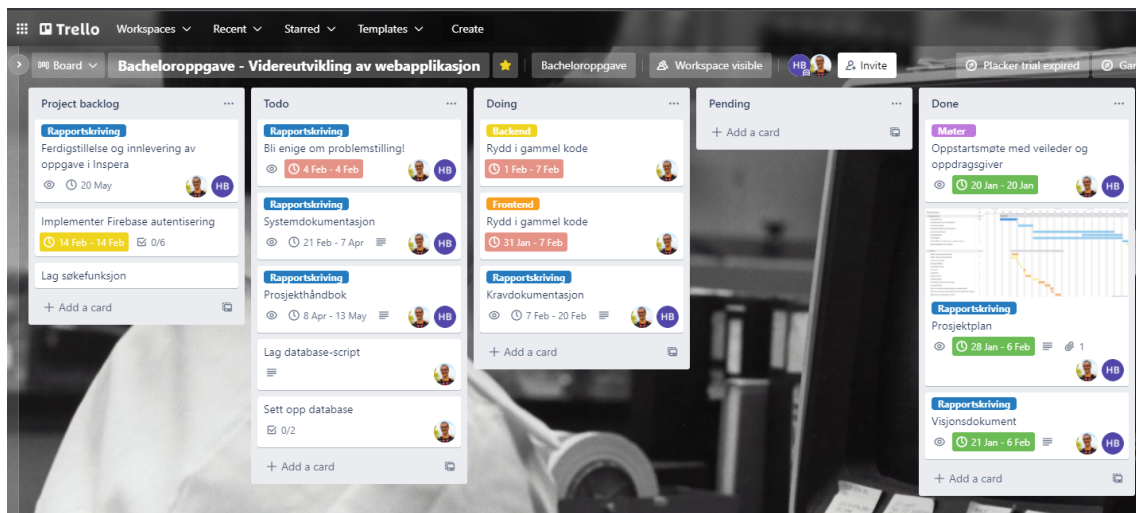 Trello Workspaces Recent Starred Templates Create
Board Bacheloroppgave - Videreutvikling av webapplikasjon Bacheloroppgave Workspace visible HB Invite Placker trial expired
Project backlog
Rapportskriving
Ferdigstillelse og innlevering av
oppgave i Inspera
20 May HB
Implementer Firebase autentisering
14 Feb - 14 Feb 0/6
Lag søkefunksjon
+ Add a card
Todo
Rapportskriving
Bli enige om problemstilling!
4 Feb - 4 Feb HB
Rapportskriving
Systemdokumentasjon
21 Feb - 7 Apr HB
Rapportskriving
Prosjekthåndbok
8 Apr - 13 May HB
Lag database-script
Sett opp database
0/2
+ Add a card
Doing
Backend
Rydd i gammel kode
1 Feb - 7 Feb
Frontend
Rydd i gammel kode
31 Jan - 7 Feb
Rapportskriving
Kravdokumentasjon
7 Feb - 20 Feb HB
+ Add a card
Pending
+ Add a card
Done
Møter
Oppstartsmøte med veileder og
oppdragsgiver
20 Jan - 20 Jan HB
Rapportskriving
Prosjektplan
28 Jan - 6 Feb 1
HB
Rapportskriving
Visjonsdokument
21 Jan - 6 Feb HB
+ Add a card